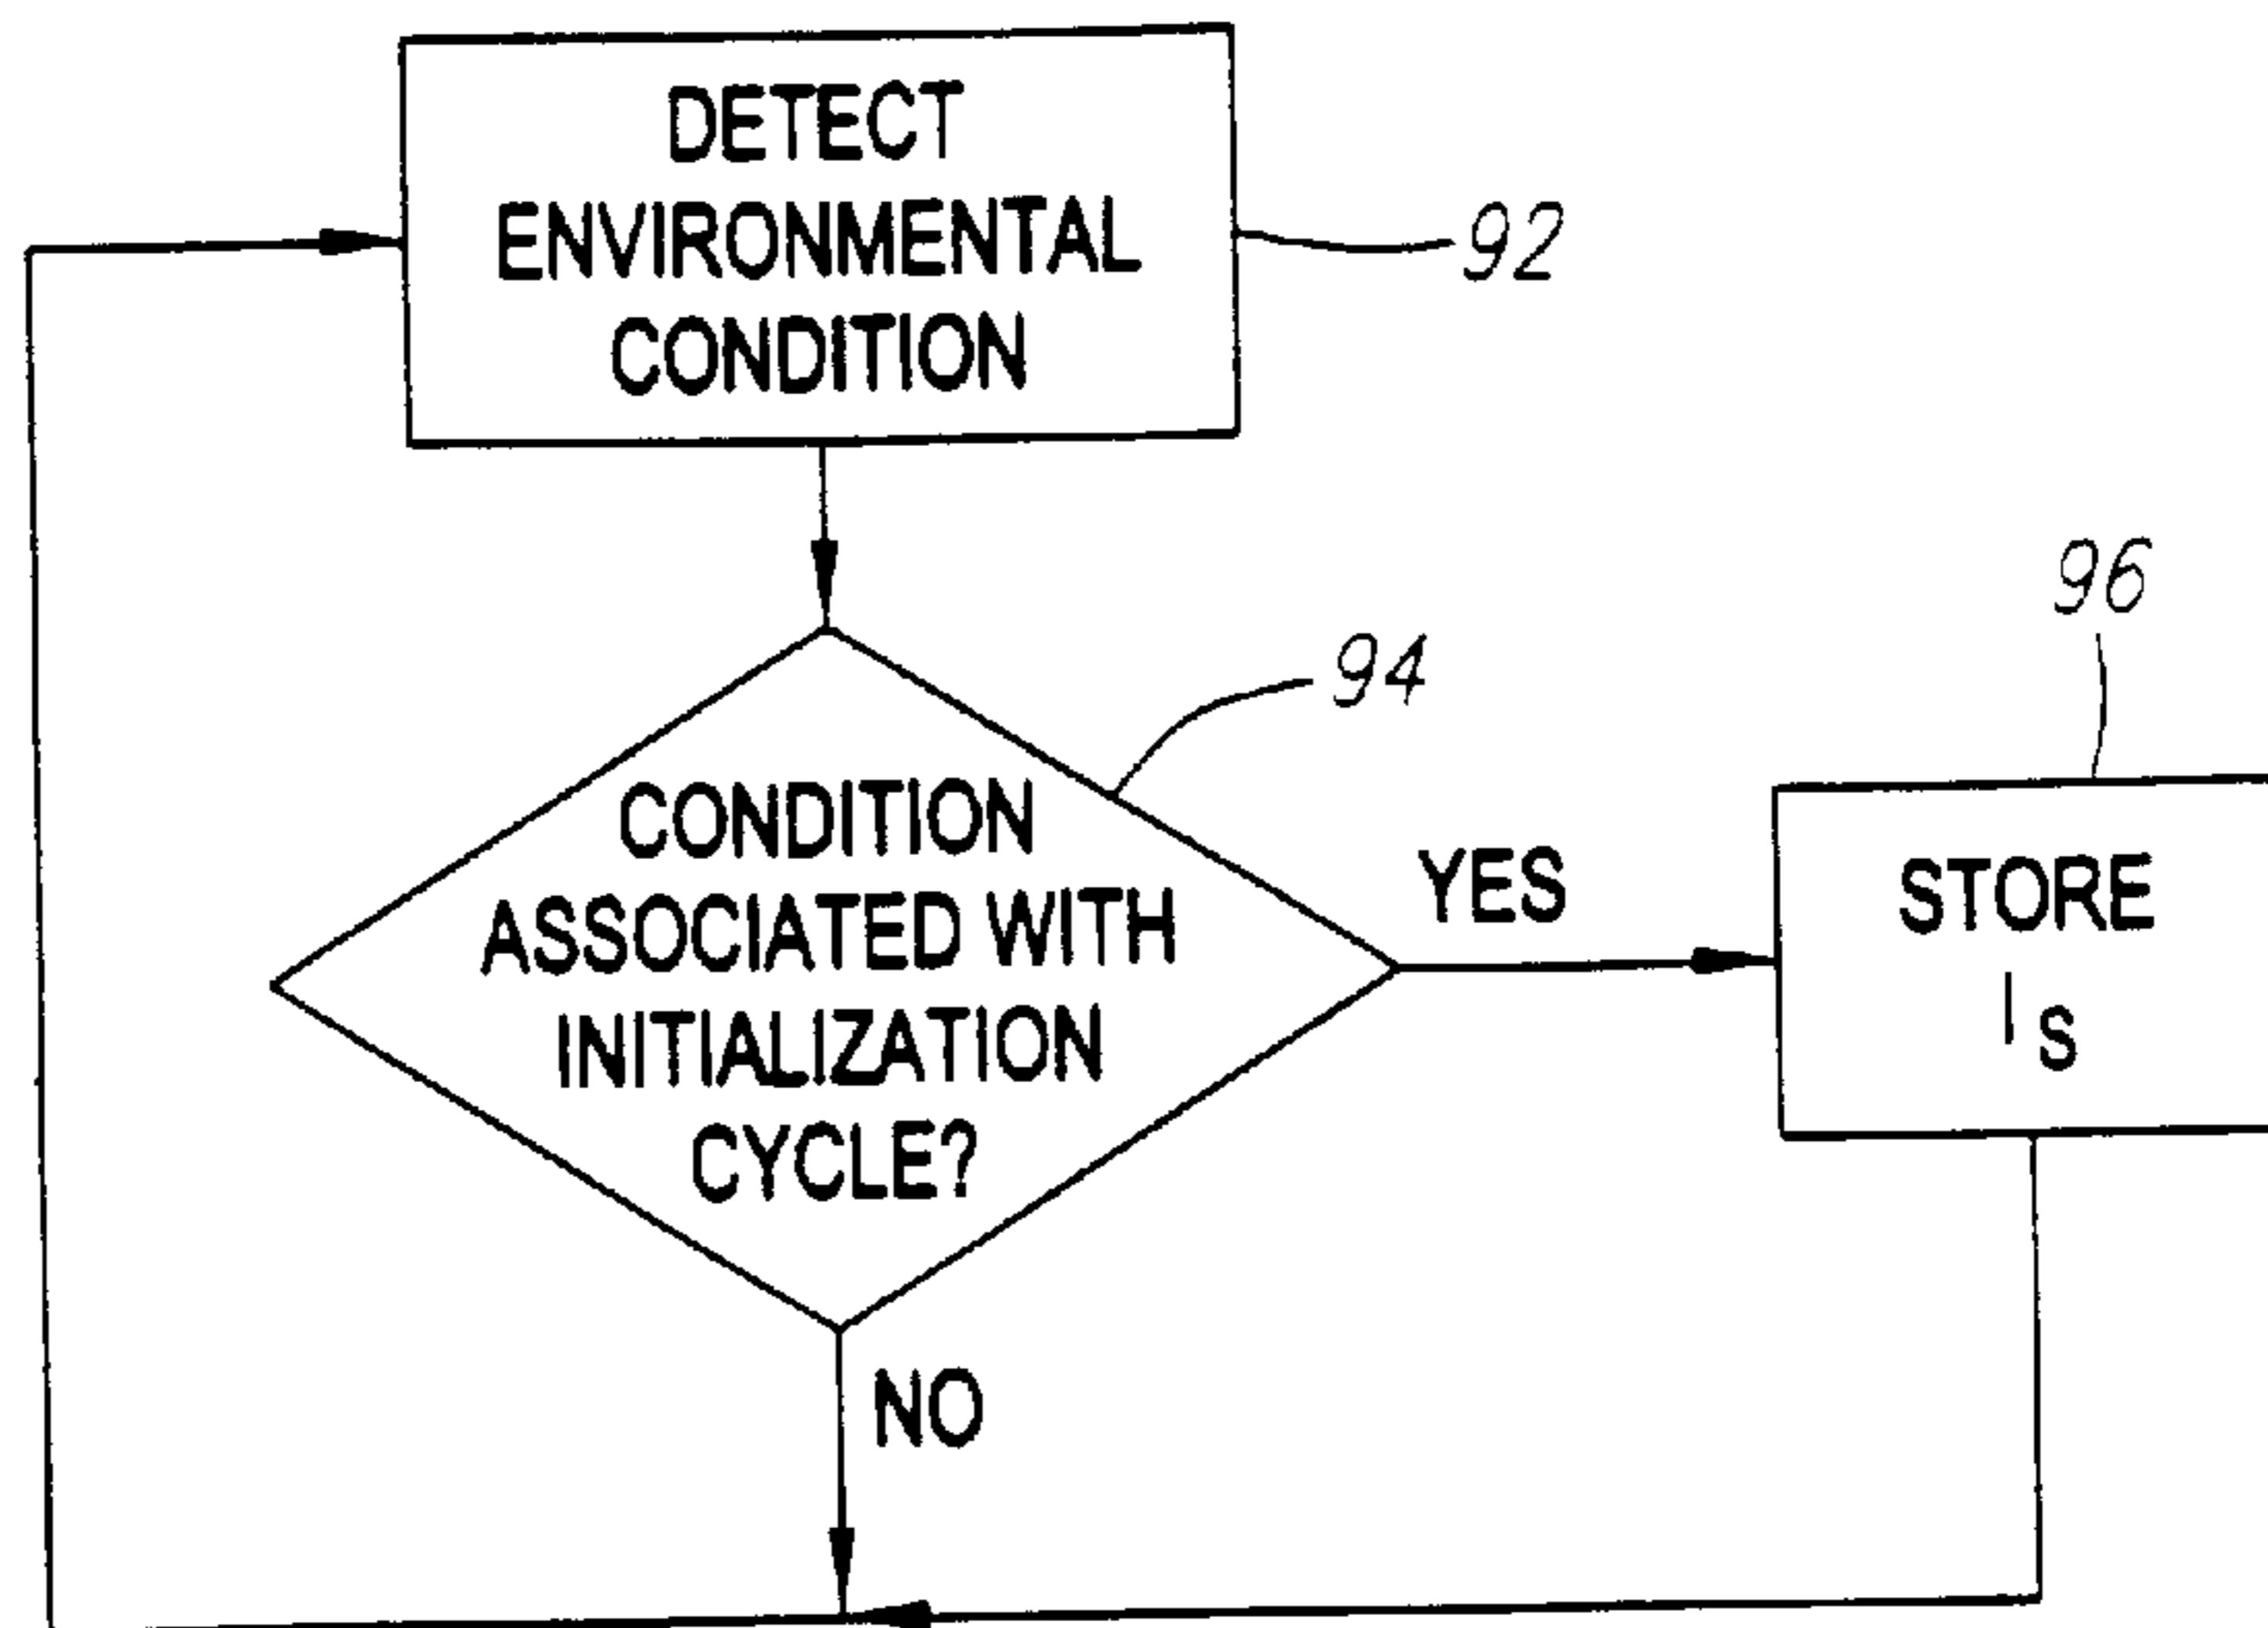 DETECT
ENVIRONMENTAL
CONDITION
92
94
96
CONDITION
ASSOCIATED WITH
INITIALIZATION
CYCLE?
YES
STORE
I S
NO